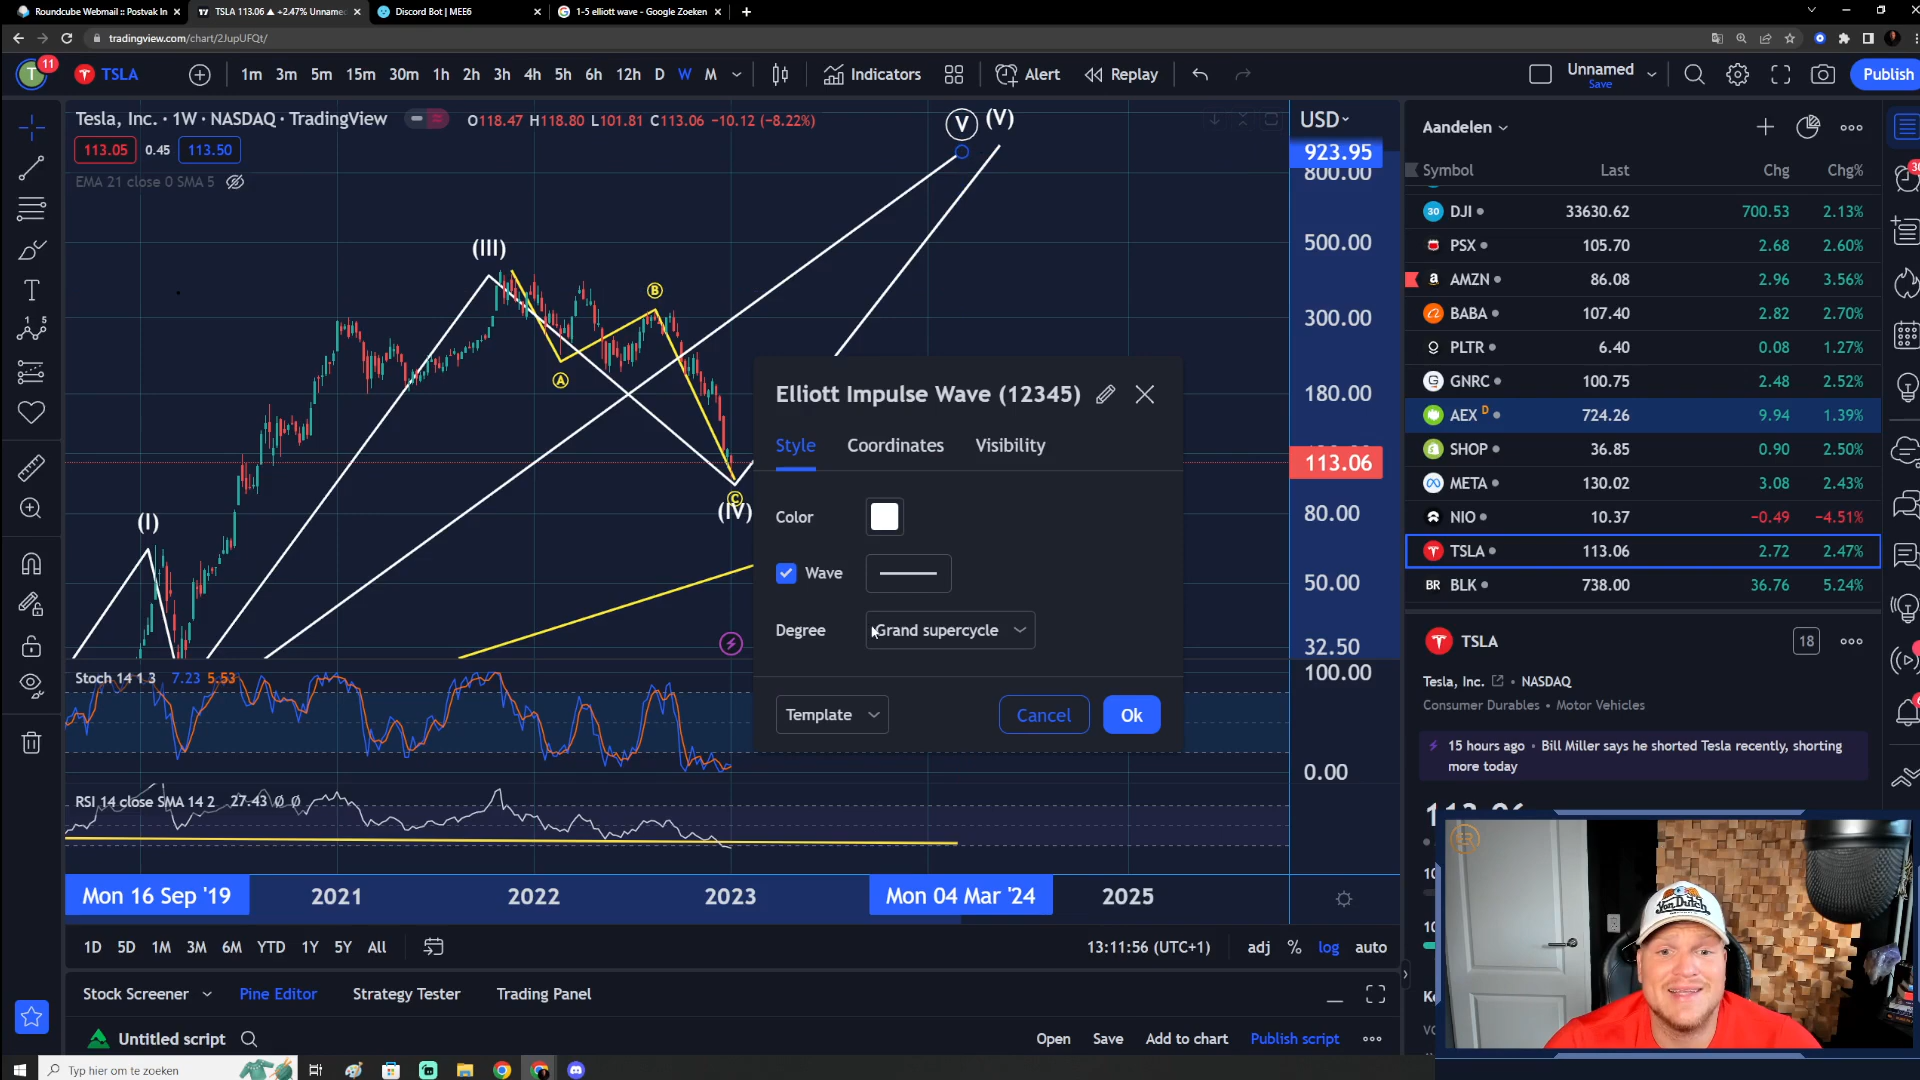 Roundcube Webmail :: Postvak In
TSLA 113.06 ▲ +2.47% Unname
Discord Bot | MEE6
1-5 elliott wave - Google Zoeken
tradingview.com/chart/2JupUFQt/
T
11
TSLA
1m 3m 5m 15m 30m 1h 2h 3h 4h 5h 6h 12h D W M
Indicators
Alert
Replay
Unnamed
Save
Publish
Tesla, Inc. · 1W · NASDAQ · TradingView
O118.47 H118.80 L101.81 C113.06 −10.12 (−8.22%)
113.05 0.45 113.50
EMA 21 close 0 SMA 5
USD
923.95
800.00
500.00
300.00
180.00
113.06
80.00
50.00
32.50
100.00
0.00
(I)
(III)
(IV)
V
(V)
A
B
C
Elliott Impulse Wave (12345)
Style Coordinates Visibility
Color
Wave
Degree Grand supercycle
Template Cancel Ok
Stoch 14 1 3 7.23 5.53
RSI 14 close SMA 14 2 27.43 Ø Ø
Mon 16 Sep '19 2021 2022 2023 Mon 04 Mar '24 2025
1D 5D 1M 3M 6M YTD 1Y 5Y All
13:11:56 (UTC+1) adj % log auto
Stock Screener Pine Editor Strategy Tester Trading Panel
Untitled script
Open Save Add to chart Publish script
Typ hier om te zoeken
Aandelen
Symbol Last Chg Chg%
30 DJI 33630.62 700.53 2.13%
PSX 105.70 2.68 2.60%
AMZN 86.08 2.96 3.56%
BABA 107.40 2.82 2.70%
PLTR 6.40 0.08 1.27%
GNRC 100.75 2.48 2.52%
AEX D 724.26 9.94 1.39%
SHOP 36.85 0.90 2.50%
META 130.02 3.08 2.43%
NIO 10.37 −0.49 −4.51%
TSLA 113.06 2.72 2.47%
BR BLK 738.00 36.76 5.24%
TSLA
18
Tesla, Inc. • NASDAQ
Consumer Durables • Motor Vehicles
15 hours ago • Bill Miller says he shorted Tesla recently, shorting
more today
Von Dutch